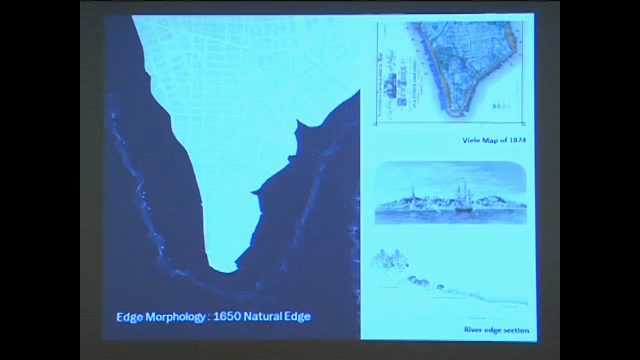 Viele Map of 1874
Edge Morphology: 1650 Natural Edge
River edge section